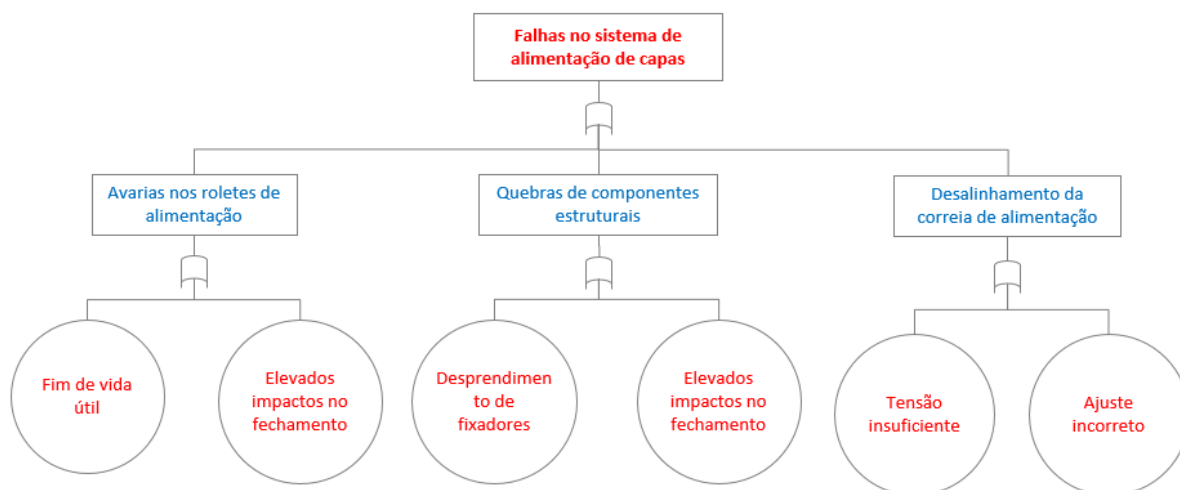 Falhas no sistema de
alimentação de capas
Avarias nos roletes de
alimentação
Quebras de componentes
estruturais
Desalinhamento da
correia de alimentação
Fim de vida
útil
Elevados
impactos no
fechamento
Desprendimen
to de
fixadores
Elevados
impactos no
fechamento
Tensão
insuficiente
Ajuste
incorreto